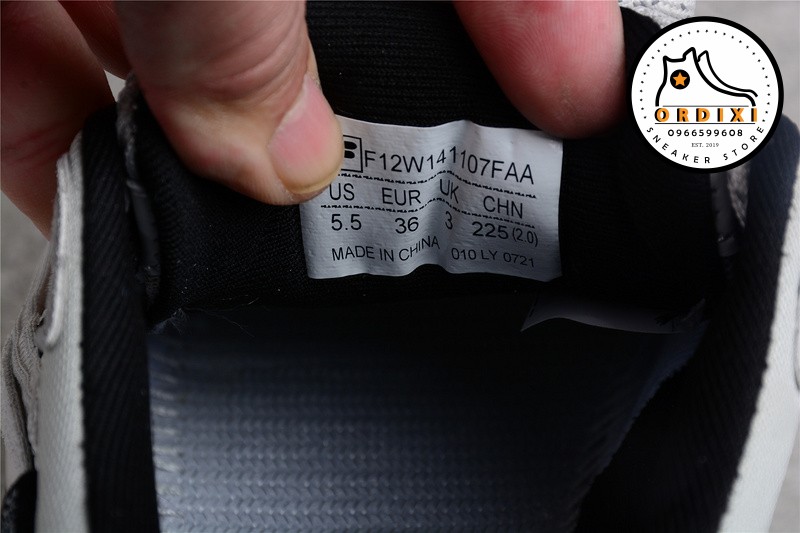 F12W141107FAA
US EUR UK CHN
5.5 36 3 225(2.0)
MADE IN CHINA 010 LY 0721
ORDIXI
0966599608
EST. 2019
SNEAKER STORE